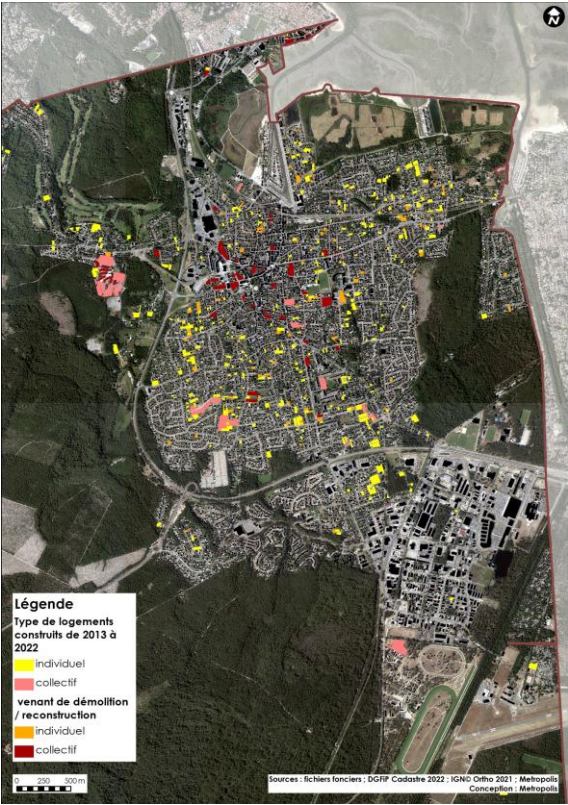 N
Légende
Type de logements
construits de 2013 à
2022
individuel
collectif
venant de démolition
/ reconstruction
individuel
collectif
0 250 500 m
Sources : fichiers fonciers ; DGFiP Cadastre 2022 ; IGN© Ortho 2021 ; Metropolis
Conception : Metropolis